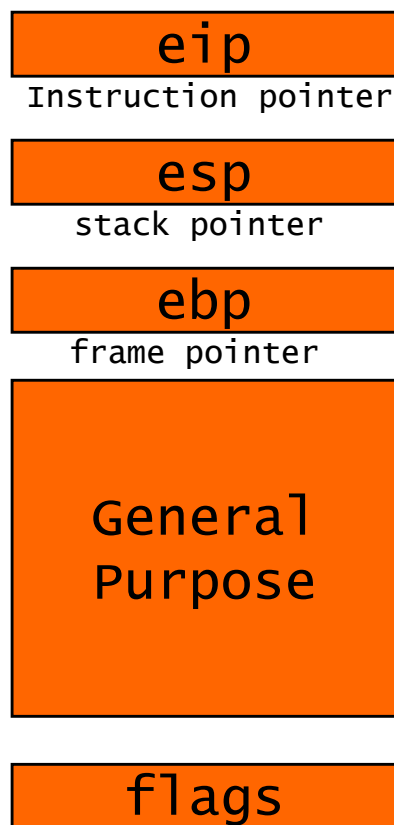 eip
Instruction pointer
esp
stack pointer
ebp
frame pointer
General
Purpose
flags